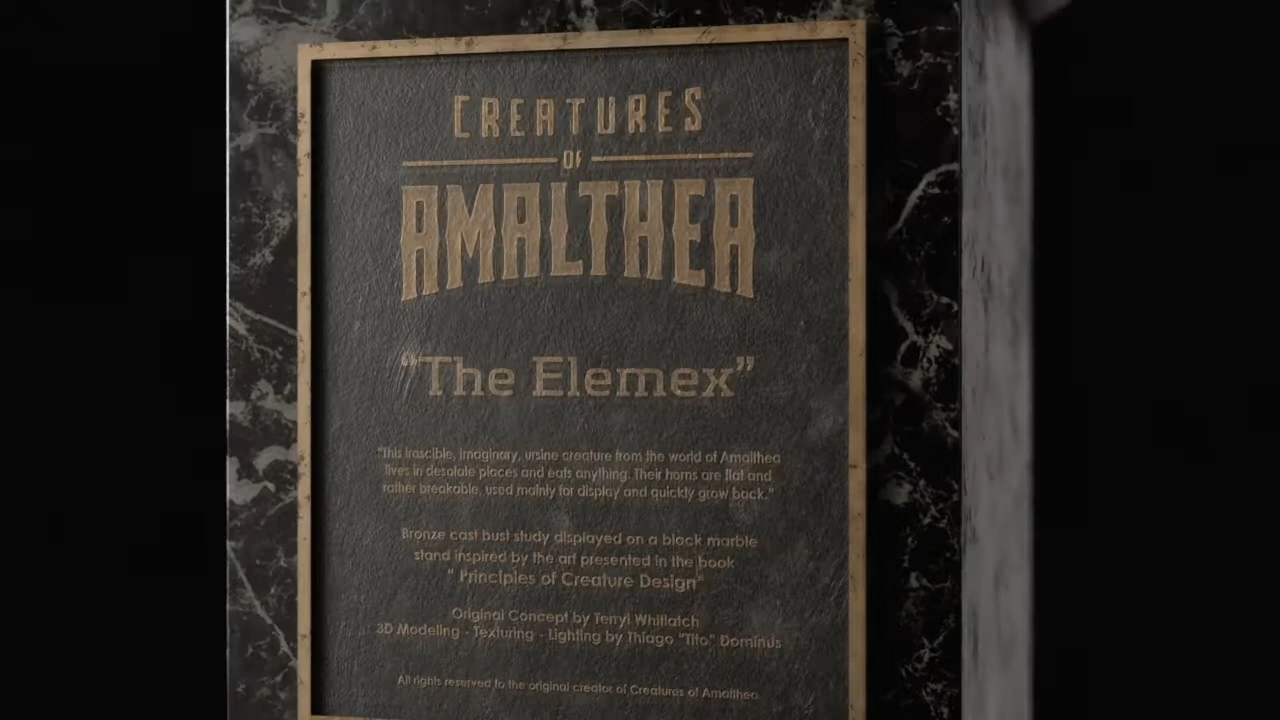 CREATURES
OF
AMALTHEA
“The Elemex”
"This irascible, imaginary, ursine creature from the world of Amalthea
lives in desolate places and eats anything. Their horns are flat and
rather breakable, used mainly for display and quickly grow back."
Bronze cast bust study displayed on a black marble
stand inspired by the art presented in the book
" Principles of Creature Design"
Original Concept by Terryl Whitlatch
3D Modeling - Texturing - Lighting by Thiago "Tito" Dominus
All rights reserved to the original creator of Creatures of Amalthea